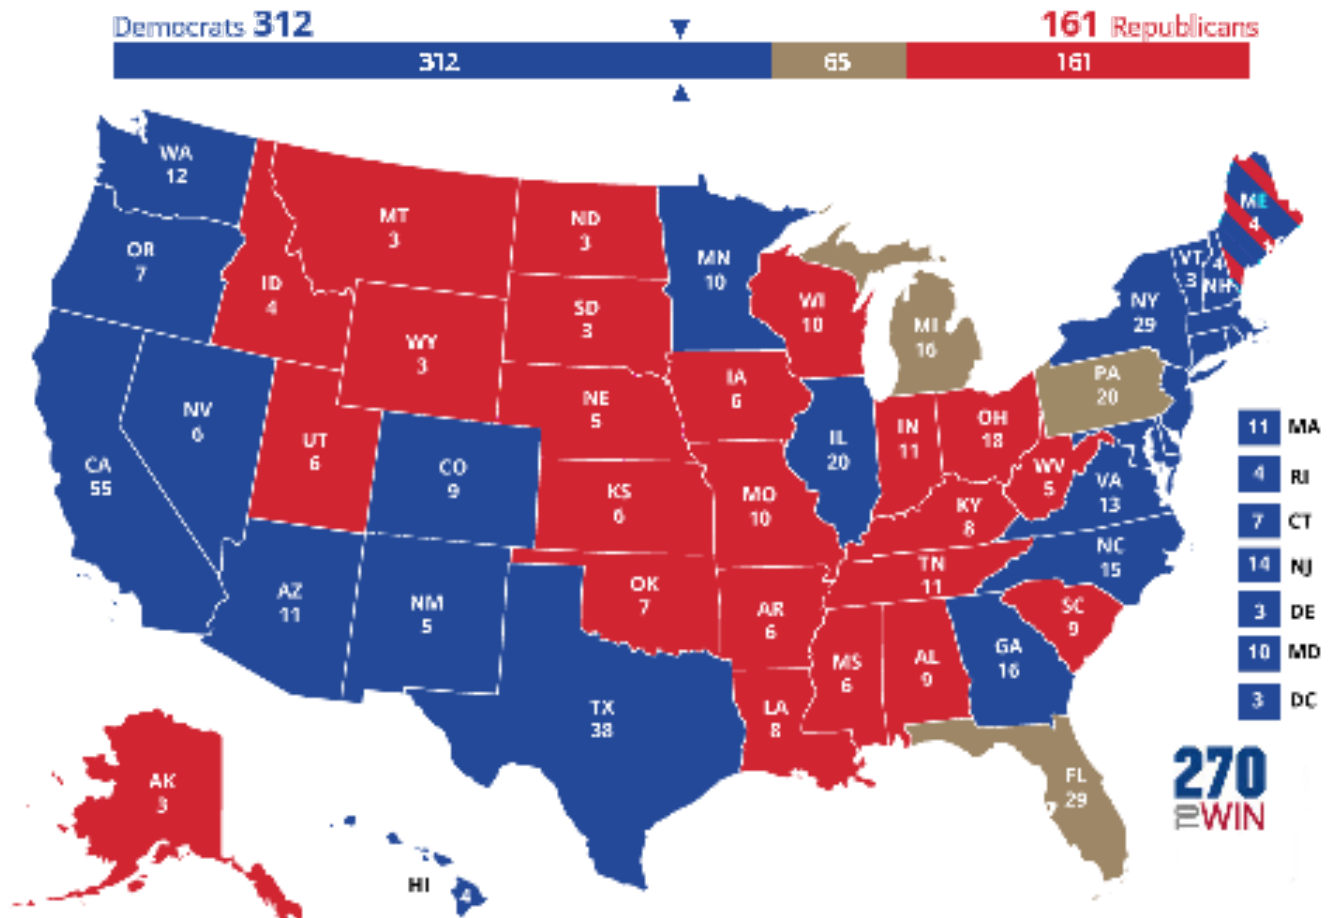 Democrats 312
161 Republicans
312
65
161
WA
12
OR
7
CA
55
NV
6
ID
4
MT
3
WY
3
UT
6
CO
9
AZ
11
NM
5
ND
3
SD
3
NE
5
KS
6
OK
7
TX
38
MN
10
IA
6
MO
10
AR
6
LA
8
WI
10
IL
20
MI
16
IN
11
OH
18
KY
8
TN
11
MS
6
AL
9
GA
16
FL
29
SC
9
NC
15
VA
13
WV
5
PA
20
NY
29
VT
3
4
NH
ME
4
1
AK
3
HI
4
11 MA
4 RI
7 CT
14 NJ
3 DE
10 MD
3 DC
270
TO WIN